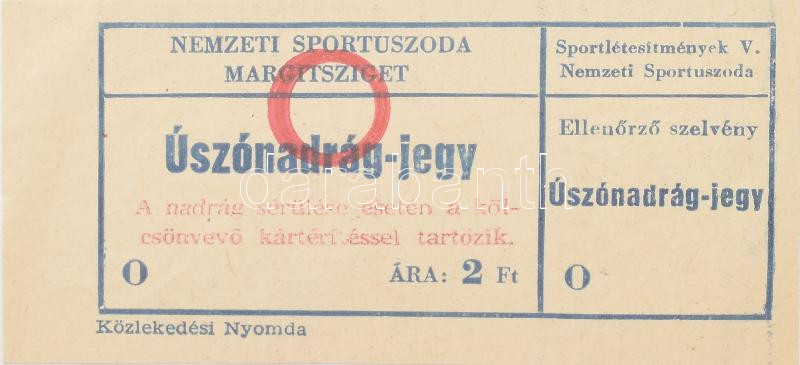 NEMZETI SPORTUSZODA
MARGITSZIGET
Úszónadrág-jegy
A nadrág sérülése esetén a köl-
csönvevő kártérítéssel tartozik.
O
ÁRA: 2 Ft
Sportlétesítmények V.
Nemzeti Sportuszoda
Ellenőrző szelvény
Úszónadrág-jegy
O
Közlekedési Nyomda
darabanth